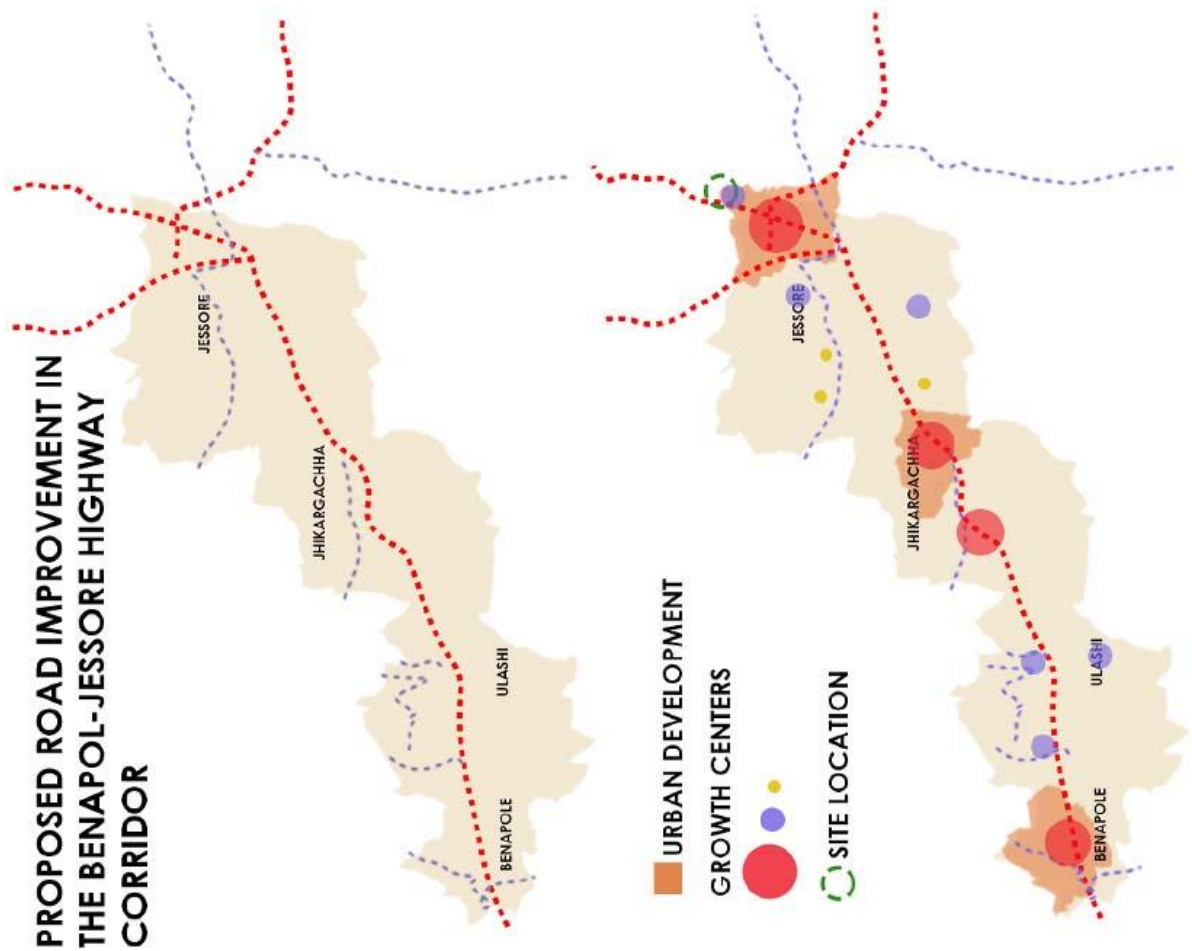 PROPOSED ROAD IMPROVEMENT IN
THE BENAPOL-JESSORE HIGHWAY
CORRIDOR
JESSORE
JHIKARGACHHA
ULASHI
BENAPOLE
URBAN DEVELOPMENT
GROWTH CENTERS
SITE LOCATION
JESSORE
JHIKARGACHHA
ULASHI
BENAPOLE